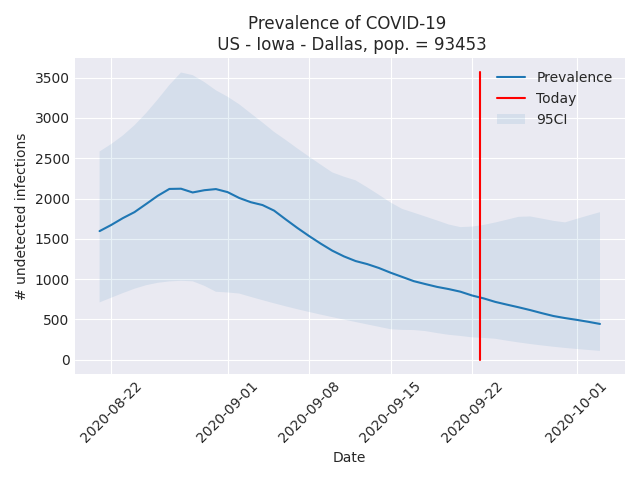 Prevalence of COVID-19
US - Iowa - Dallas, pop. = 93453
Prevalence
Today
95CI
# undetected infections
3500
3000
2500
2000
1500
1000
500
0
2020-08-22
2020-09-01
2020-09-08
2020-09-15
2020-09-22
2020-10-01
Date